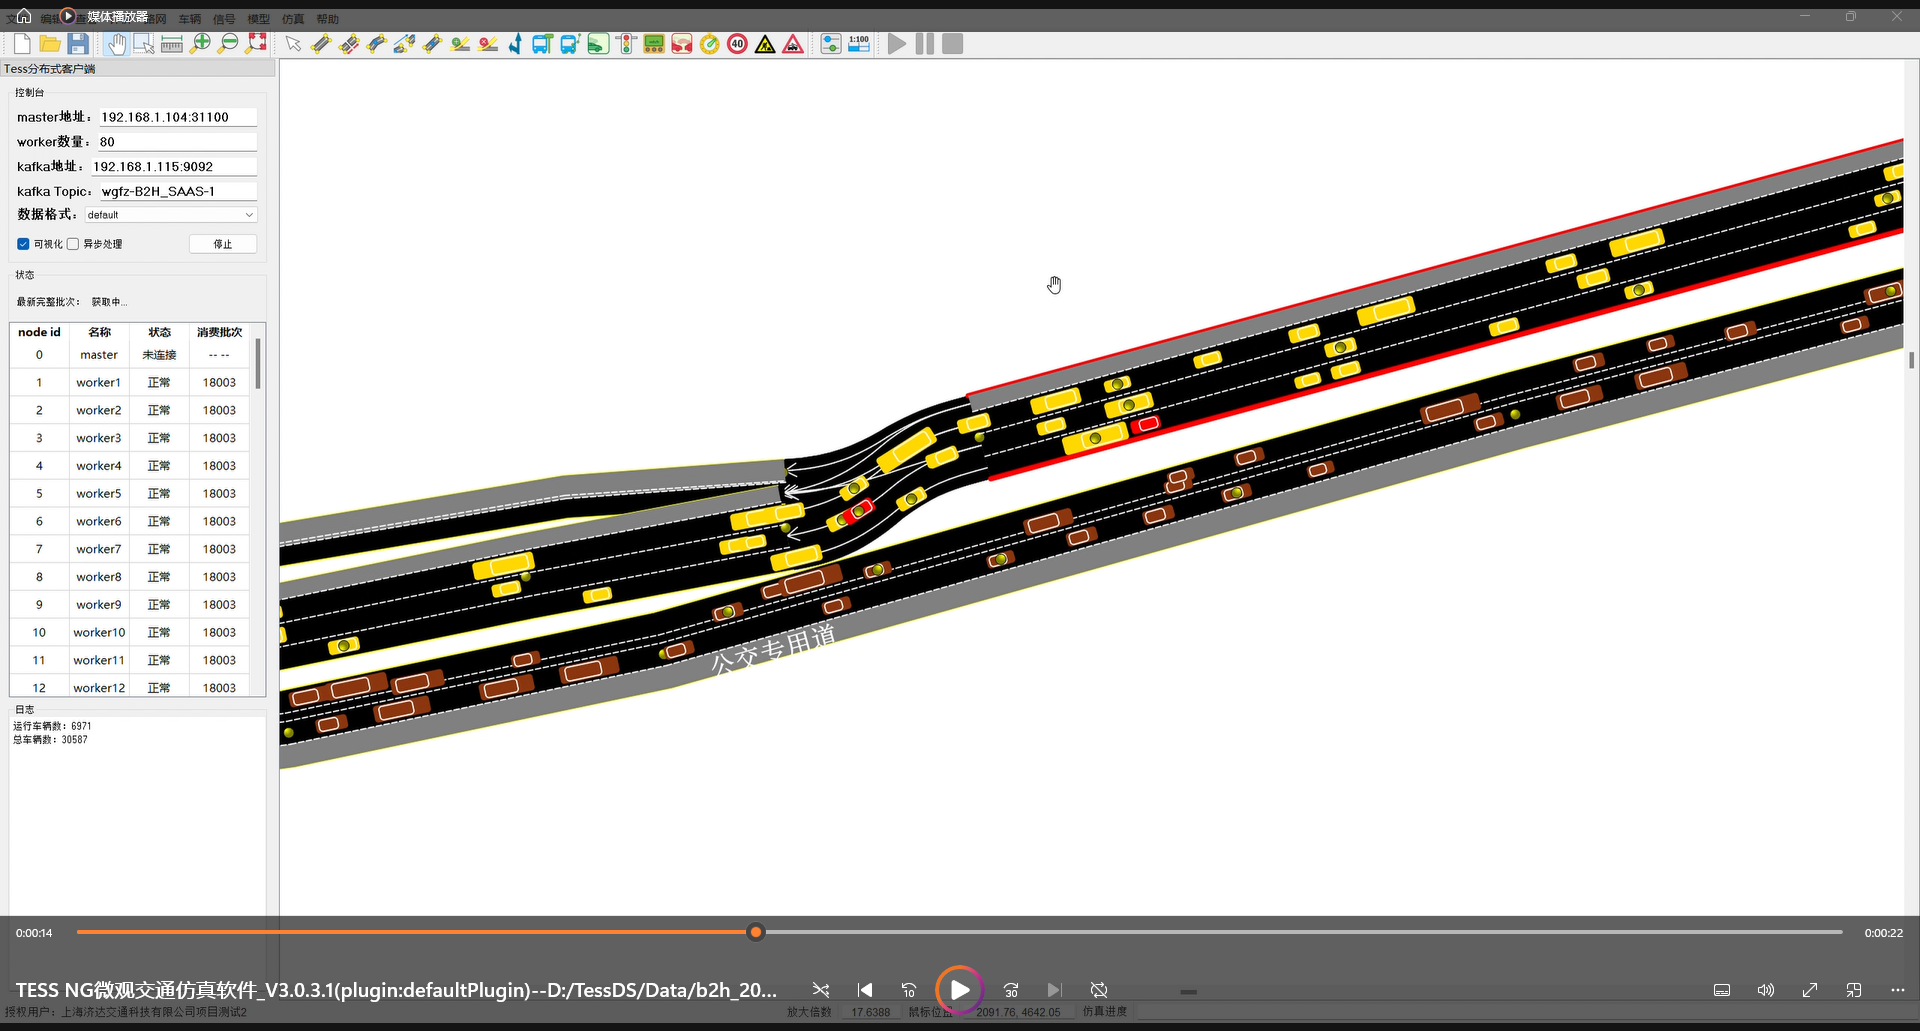 媒体播放器
车辆 信号 模型 仿真 帮助
40
1:100
Tess分布式客户端
控制台
master地址: 192.168.1.104:31100
worker数量: 80
kafka地址: 192.168.1.115:9092
kafka Topic: wgfz-B2H_SAAS-1
数据格式: default
可视化 异步处理 停止
状态
最新完整批次: 获取中...
node id 名称 状态 消费批次
0 master 未连接 -- --
1 worker1 正常 18003
2 worker2 正常 18003
3 worker3 正常 18003
4 worker4 正常 18003
5 worker5 正常 18003
6 worker6 正常 18003
7 worker7 正常 18003
8 worker8 正常 18003
9 worker9 正常 18003
10 worker10 正常 18003
11 worker11 正常 18003
12 worker12 正常 18003
日志
运行车辆数: 6971
总车辆数: 30587
公交专用道
0:00:14
0:00:22
TESS NG微观交通仿真软件_V3.0.3.1(plugin:defaultPlugin)--D:/TessDS/Data/b2h_20...
10
30
授权用户: 上海济达交通科技有限公司项目测试2
放大倍数 17.6388 鼠标位置 2091.76, 4642.05 仿真进度